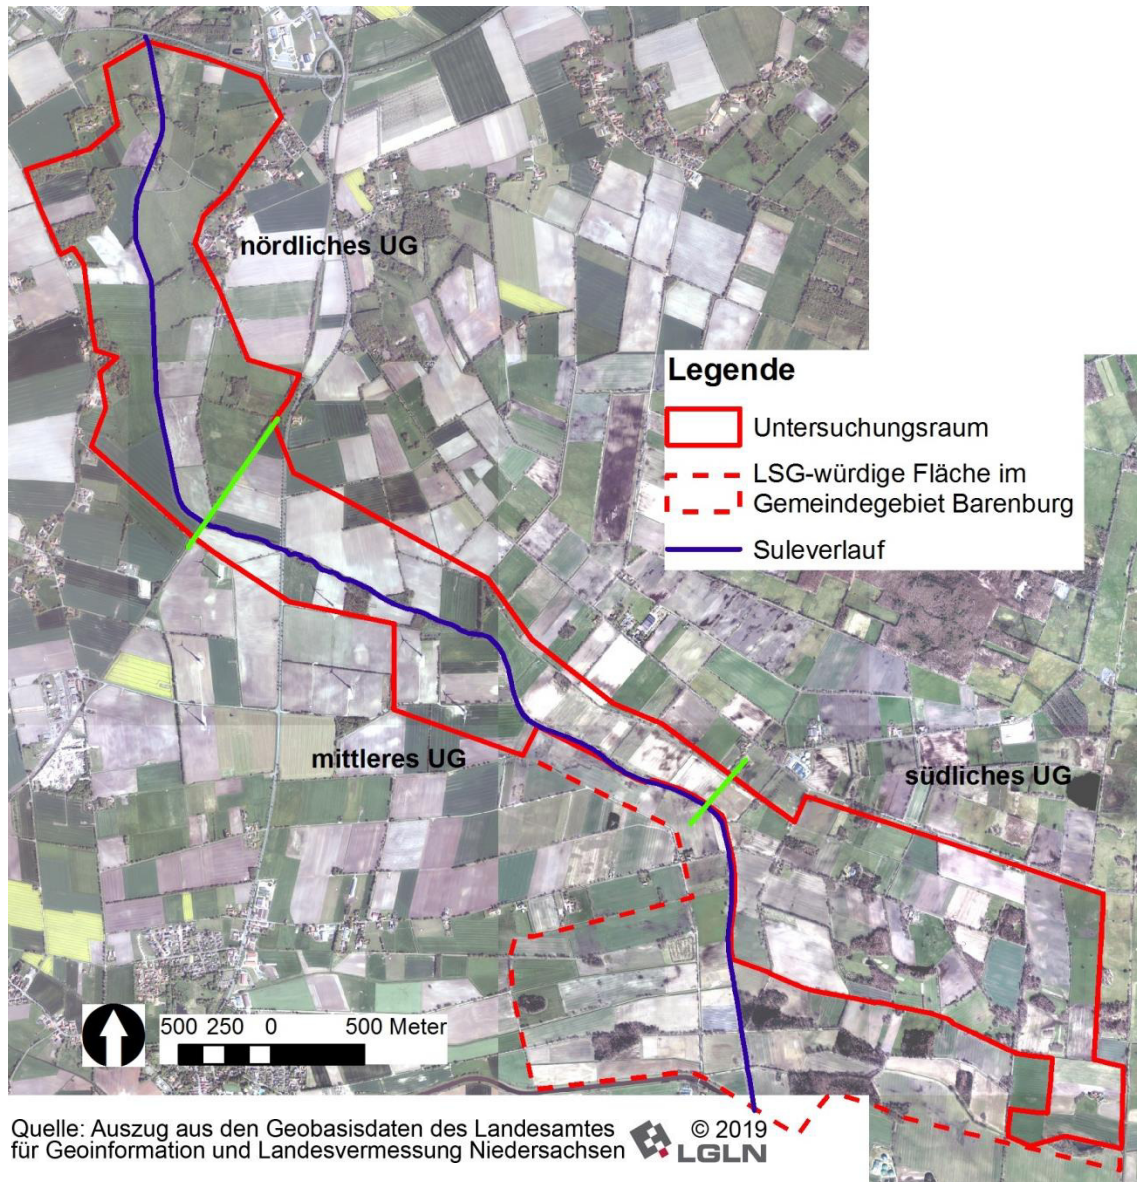 nördliches UG
Legende
Untersuchungsraum
LSG-würdige Fläche im
Gemeindegebiet Barenburg
Suleverlauf
mittleres UG
südliches UG
500 250 0 500 Meter
Quelle: Auszug aus den Geobasisdaten des Landesamtes
für Geoinformation und Landesvermessung Niedersachsen
© 2019
LGLN